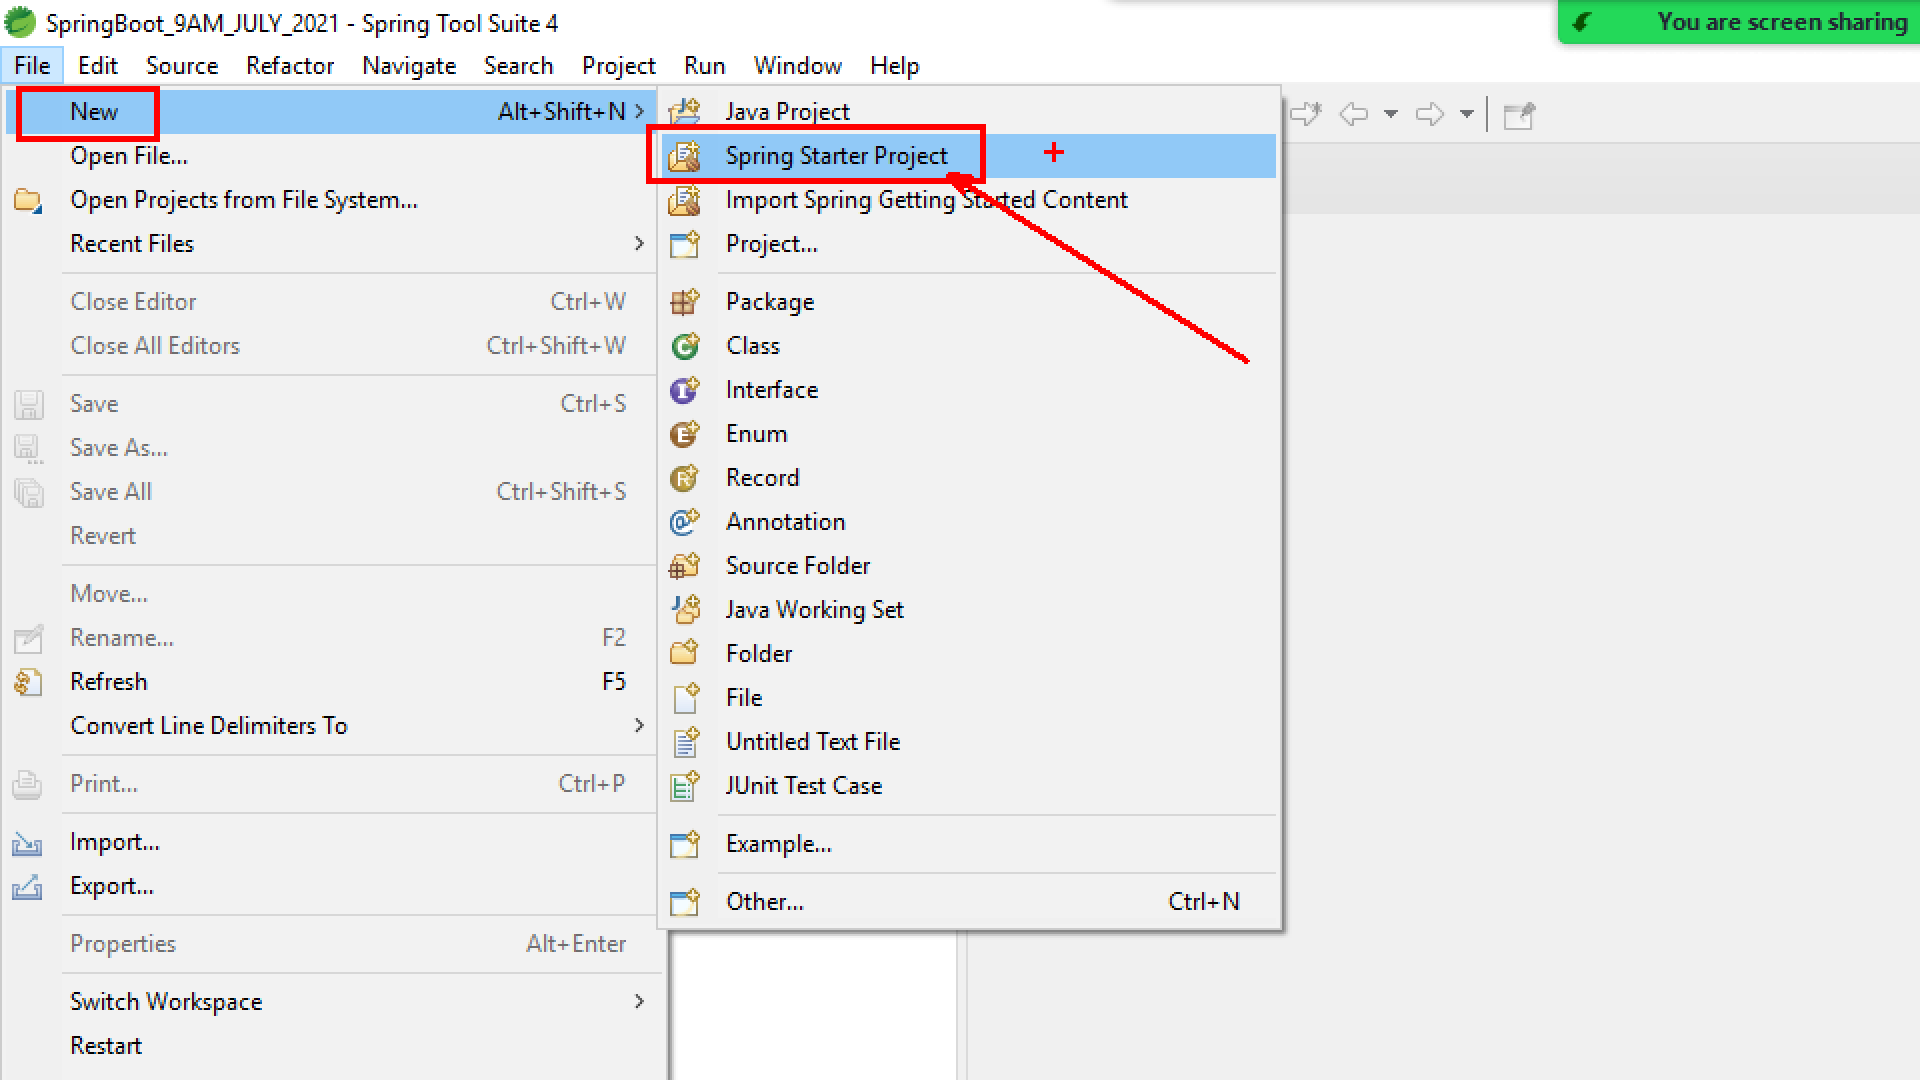 SpringBoot_9AM_JULY_2021 - Spring Tool Suite 4
You are screen sharing
File Edit Source Refactor Navigate Search Project Run Window Help
New Alt+Shift+N
Open File...
Open Projects from File System...
Recent Files
Close Editor Ctrl+W
Close All Editors Ctrl+Shift+W
Save Ctrl+S
Save As...
Save All Ctrl+Shift+S
Revert
Move...
Rename... F2
Refresh F5
Convert Line Delimiters To
Print... Ctrl+P
Import...
Export...
Properties Alt+Enter
Switch Workspace
Restart
Java Project
Spring Starter Project
Import Spring Getting Started Content
Project...
Package
Class
Interface
Enum
Record
Annotation
Source Folder
Java Working Set
Folder
File
Untitled Text File
JUnit Test Case
Example...
Other... Ctrl+N